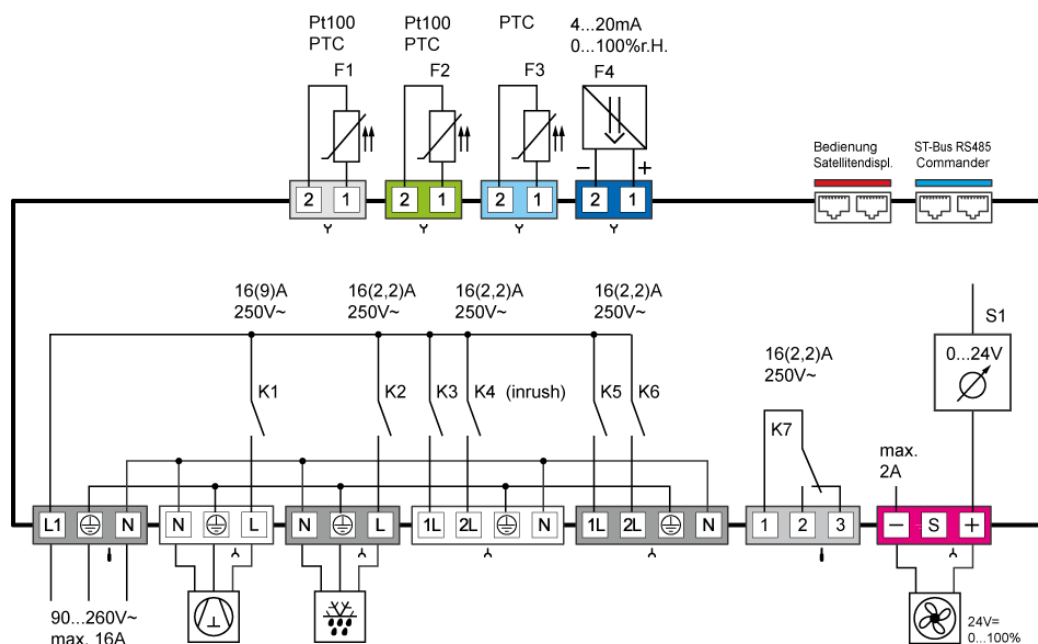 Pt100
PTC
F1
Pt100
PTC
F2
PTC
F3
4...20mA
0...100%r.H.
F4
− +
2 1
2 1
2 1
2 1
Bedienung
Satellitendispl.
ST-Bus RS485
Commander
16(9)A
250V~
16(2,2)A
250V~
16(2,2)A
250V~
16(2,2)A
250V~
K1
K2
K3
K4 (inrush)
K5
K6
16(2,2)A
250V~
K7
S1
0...24V
max.
2A
L1 N
N L
N L
1L 2L N
1L 2L N
1 2 3
− S +
90...260V~
max. 16A
24V=
0...100%